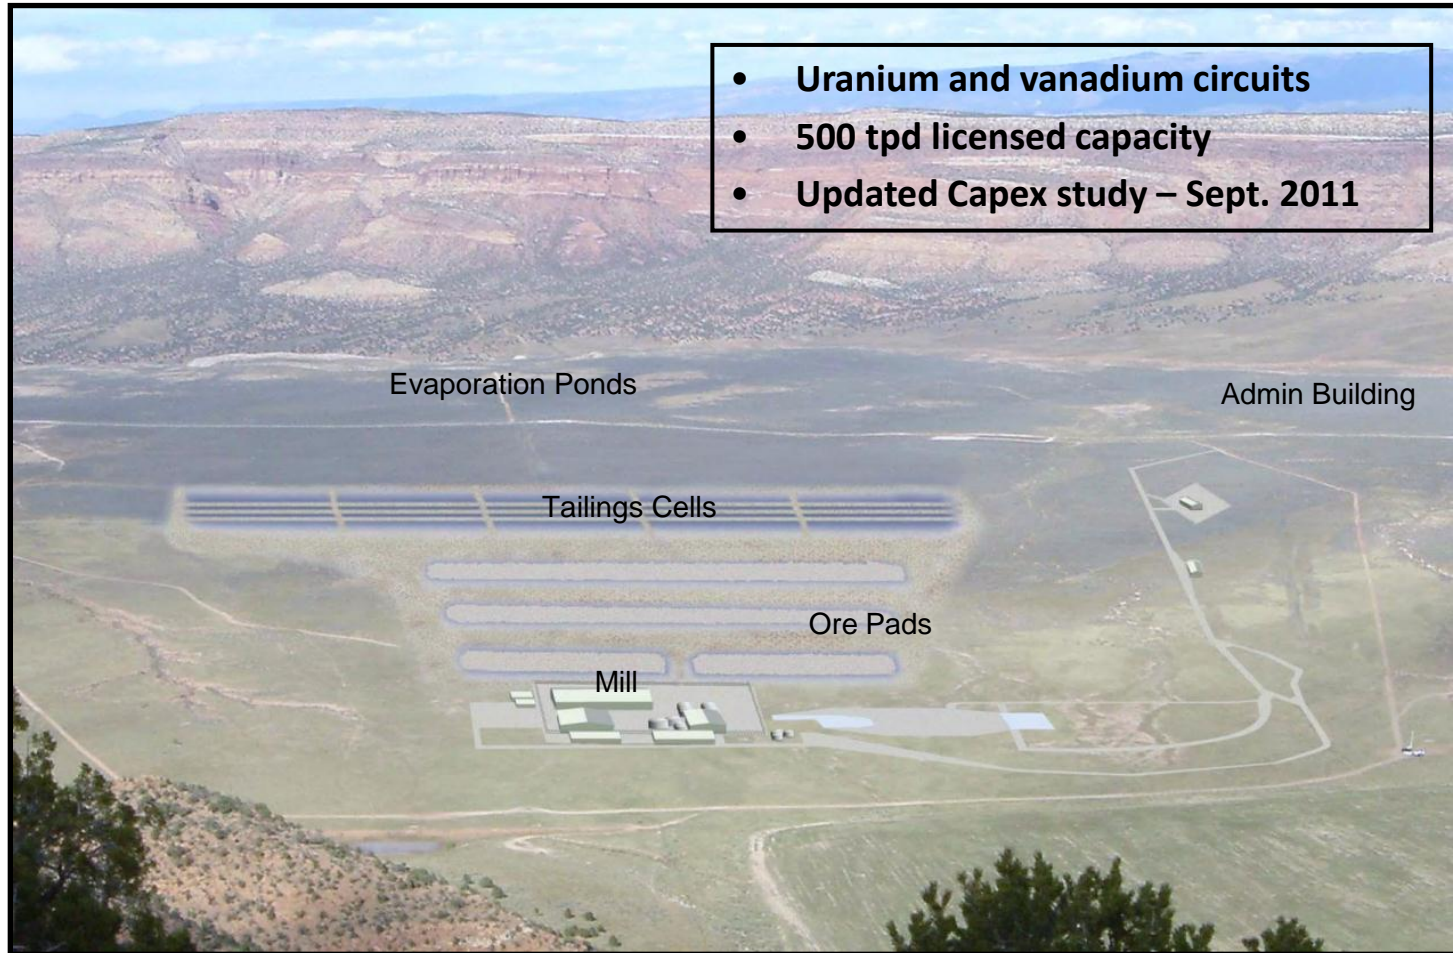 • Uranium and vanadium circuits
• 500 tpd licensed capacity
• Updated Capex study – Sept. 2011
Evaporation Ponds
Admin Building
Tailings Cells
Ore Pads
Mill